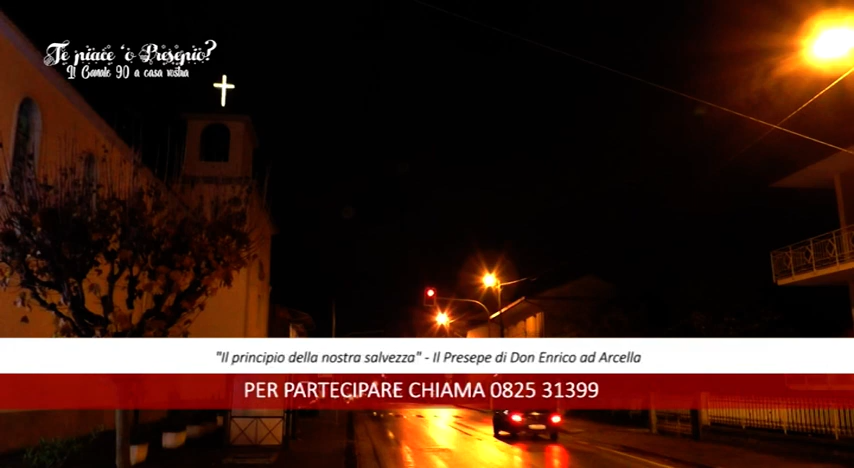 Te piace 'o Presepio?
Il Canale 90 a casa vostra
"Il principio della nostra salvezza" - Il Presepe di Don Enrico ad Arcella
PER PARTECIPARE CHIAMA 0825 31399